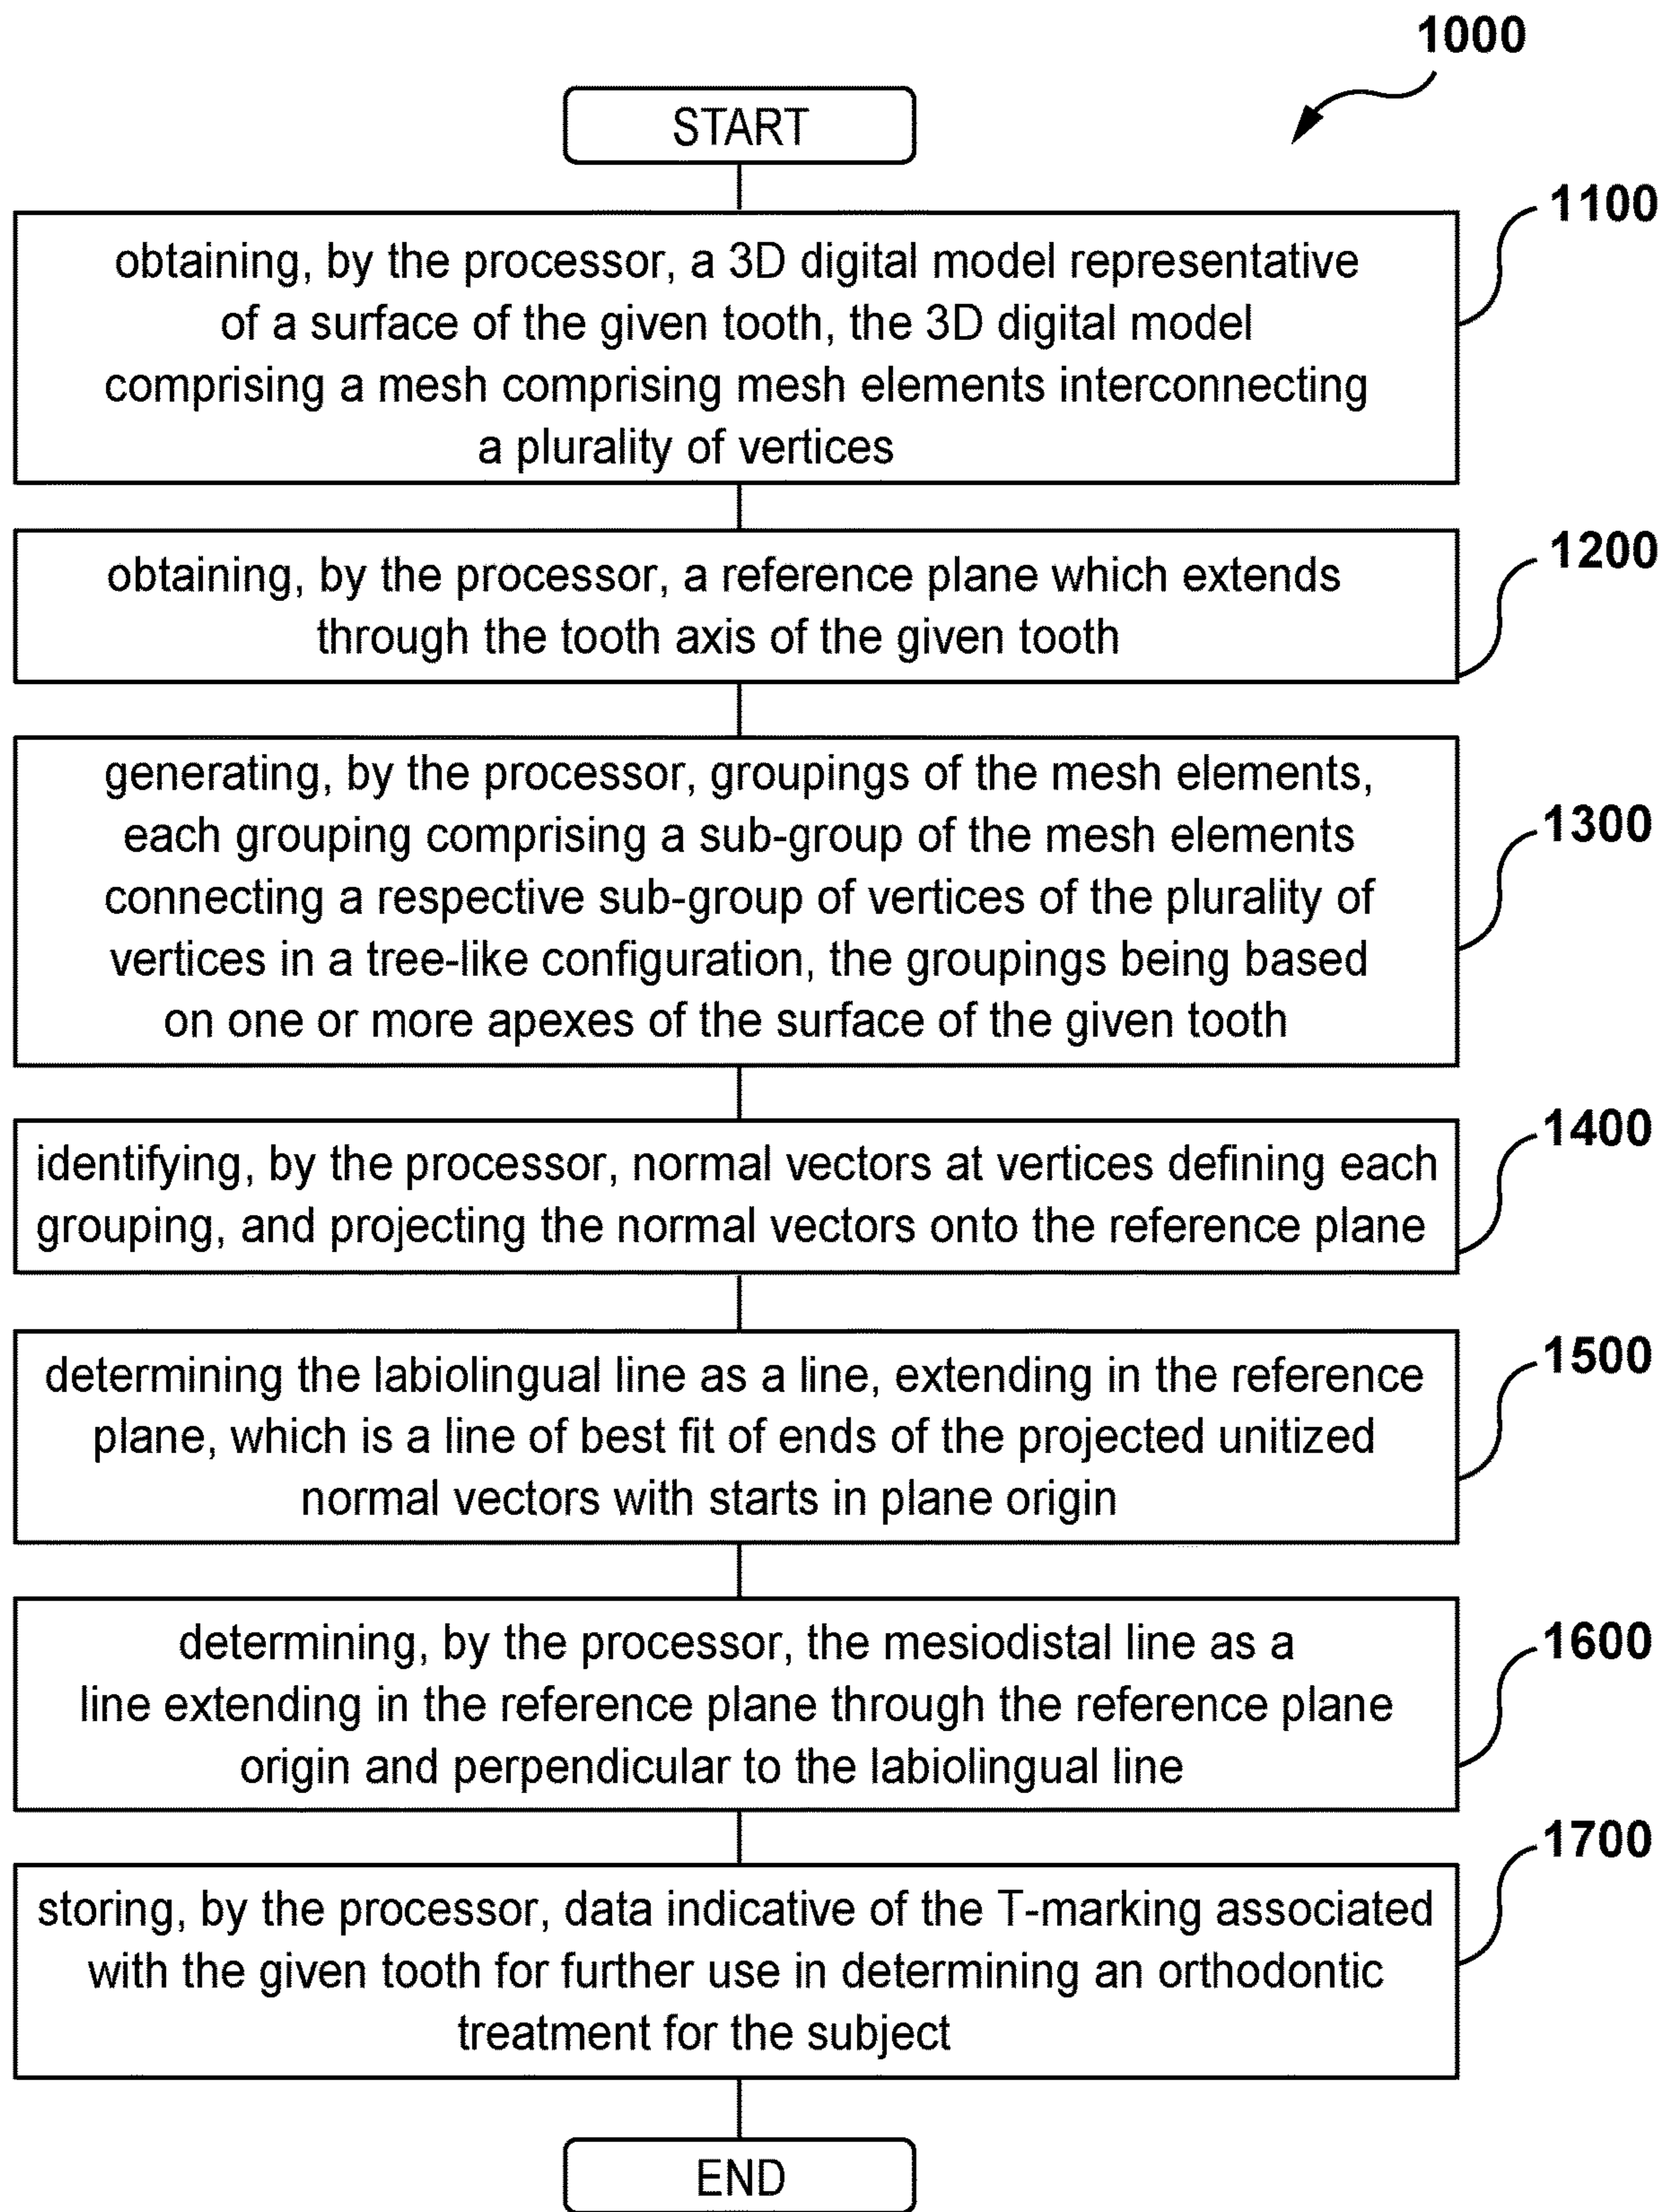 1000
START
1100
obtaining, by the processor, a 3D digital model representative
of a surface of the given tooth, the 3D digital model
comprising a mesh comprising mesh elements interconnecting
a plurality of vertices
1200
obtaining, by the processor, a reference plane which extends
through the tooth axis of the given tooth
1300
generating, by the processor, groupings of the mesh elements,
each grouping comprising a sub-group of the mesh elements
connecting a respective sub-group of vertices of the plurality of
vertices in a tree-like configuration, the groupings being based
on one or more apexes of the surface of the given tooth
1400
identifying, by the processor, normal vectors at vertices defining each
grouping, and projecting the normal vectors onto the reference plane
1500
determining the labiolingual line as a line, extending in the reference
plane, which is a line of best fit of ends of the projected unitized
normal vectors with starts in plane origin
1600
determining, by the processor, the mesiodistal line as a
line extending in the reference plane through the reference plane
origin and perpendicular to the labiolingual line
1700
storing, by the processor, data indicative of the T-marking associated
with the given tooth for further use in determining an orthodontic
treatment for the subject
END